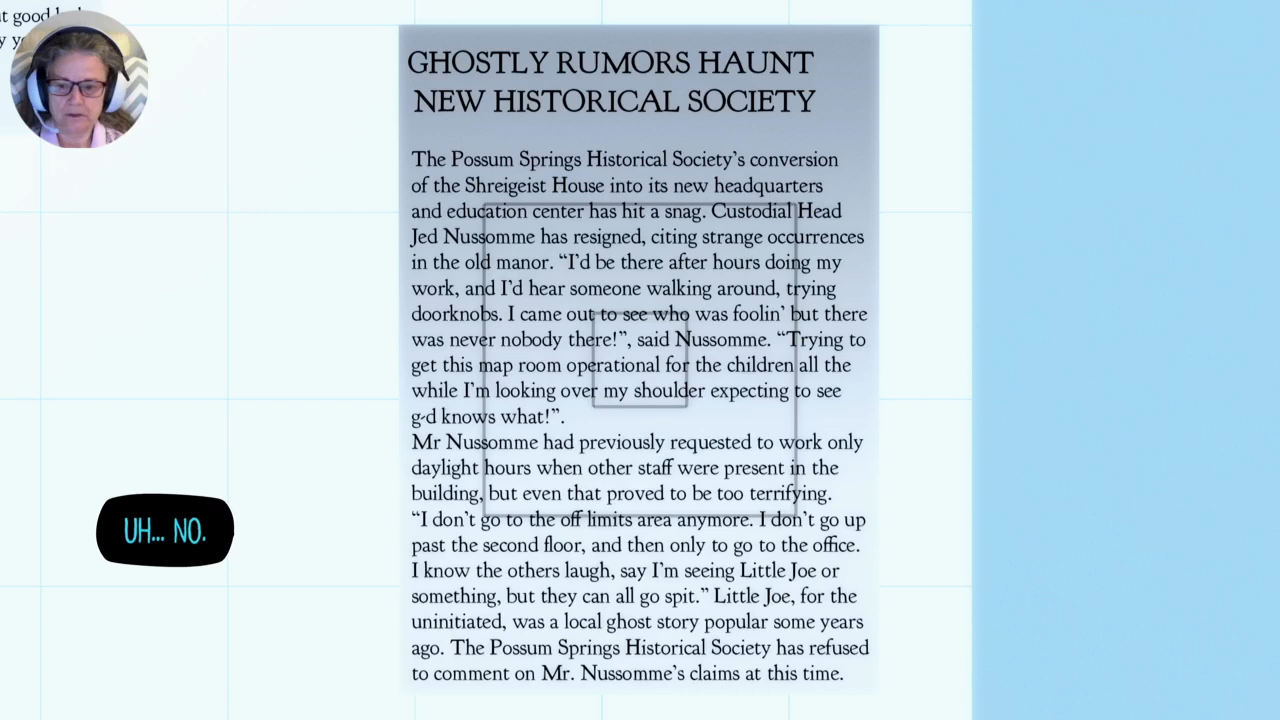 GHOSTLY RUMORS HAUNT
NEW HISTORICAL SOCIETY
The Possum Springs Historical Society’s conversion
of the Shreigeist House into its new headquarters
and education center has hit a snag. Custodial Head
Jed Nussomme has resigned, citing strange occurrences
in the old manor. “I’d be there after hours doing my
work, and I’d hear someone walking around, trying
doorknobs. I came out to see who was foolin’ but there
was never nobody there!”, said Nussomme. “Trying to
get this map room operational for the children all the
while I’m looking over my shoulder expecting to see
g-d knows what!”.
Mr Nussomme had previously requested to work only
daylight hours when other staff were present in the
building, but even that proved to be too terrifying.
“I don’t go to the off limits area anymore. I don’t go up
past the second floor, and then only to go to the office.
I know the others laugh, say I’m seeing Little Joe or
something, but they can all go spit.” Little Joe, for the
uninitiated, was a local ghost story popular some years
ago. The Possum Springs Historical Society has refused
to comment on Mr. Nussomme’s claims at this time.
UH... NO.